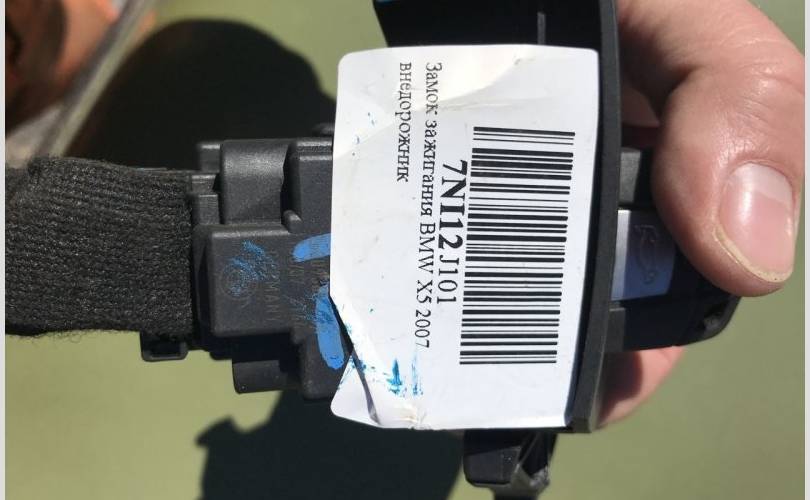 7NI12J101
Замок зажигания BMW X5 2007
внедорожник